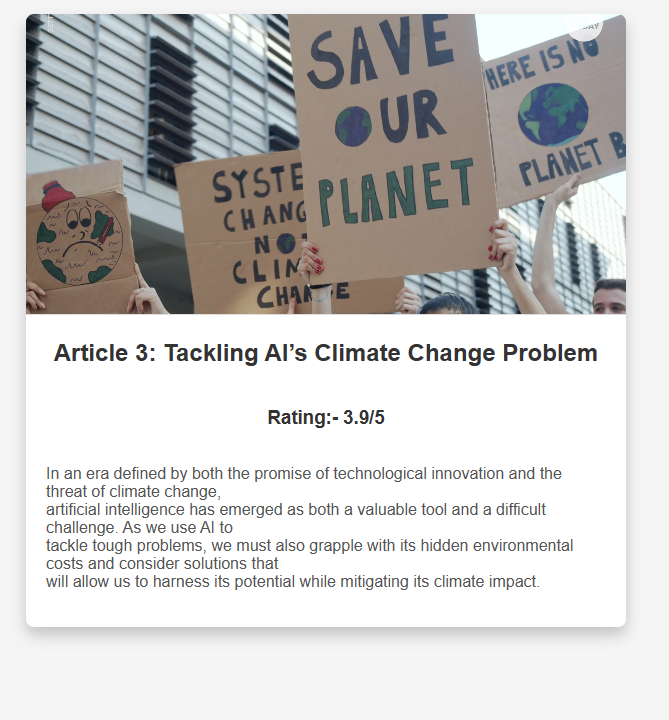 SAVE
OUR
PLANET
HERE IS NO
PLANET B
SYSTE
CHANG
NO
CLIM
CHAN E
Article 3: Tackling AI’s Climate Change Problem
Rating:- 3.9/5
In an era defined by both the promise of technological innovation and the
threat of climate change,
artificial intelligence has emerged as both a valuable tool and a difficult
challenge. As we use AI to
tackle tough problems, we must also grapple with its hidden environmental
costs and consider solutions that
will allow us to harness its potential while mitigating its climate impact.